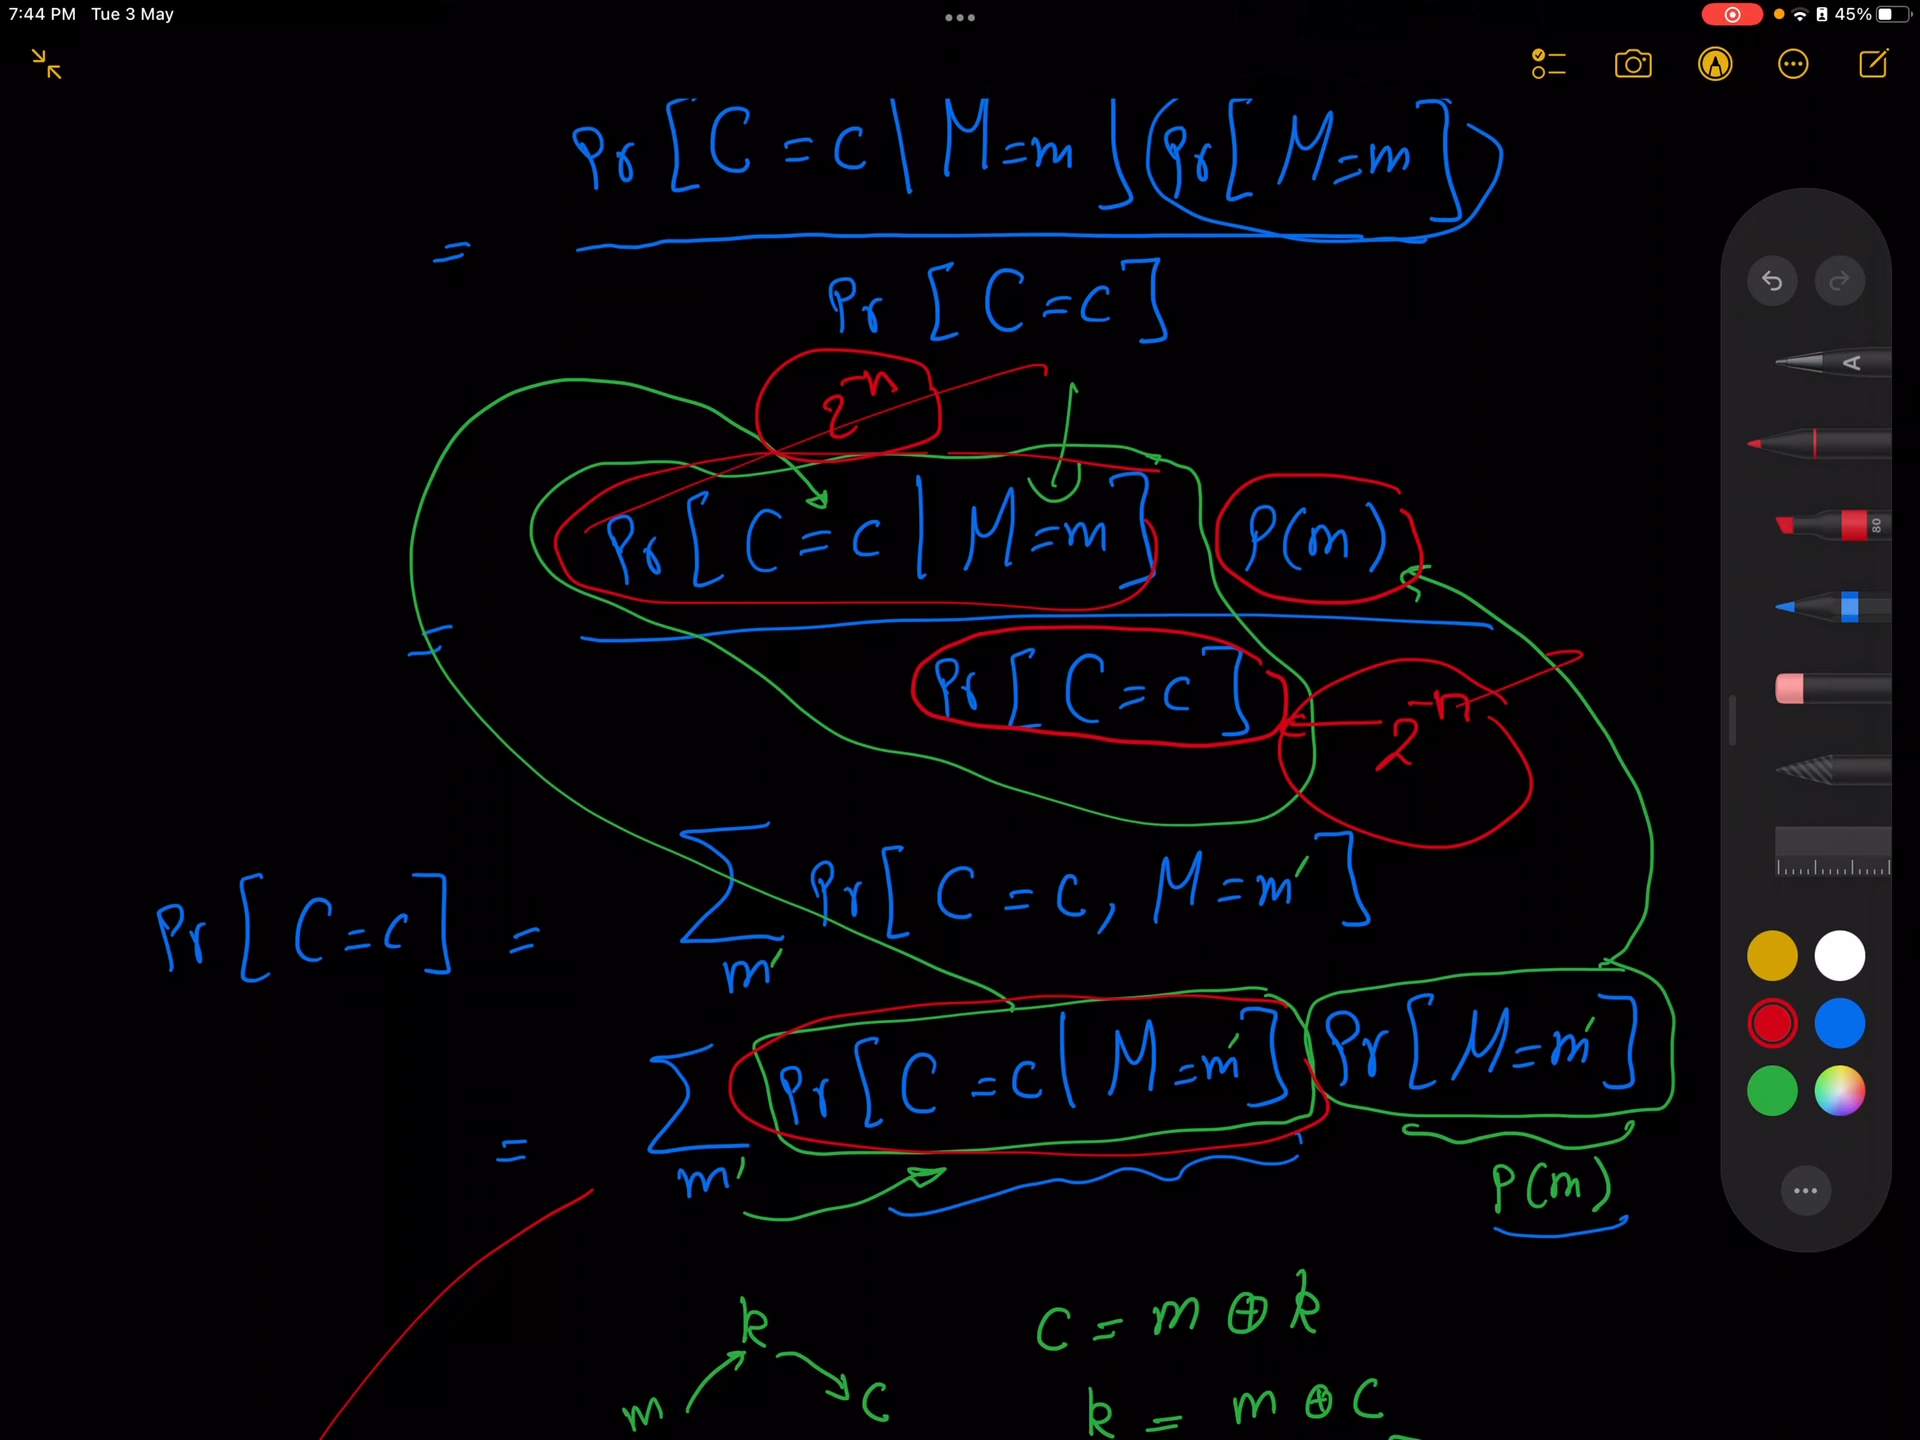 7:44 PM Tue 3 May 45%
Pr[C=c|M=m] Pr[M=m]
=
Pr[C=c]
2^-n
Pr[C=c|M=m] P(m)
=
Pr[C=c] 2^-n
Pr[C=c] = Σ_m' Pr[C=c, M=m']
= Σ_m' Pr[C=c|M=m'] Pr[M=m']
P(m)
k
m C
C = m ⊕ k
k = m ⊕ C
A
80